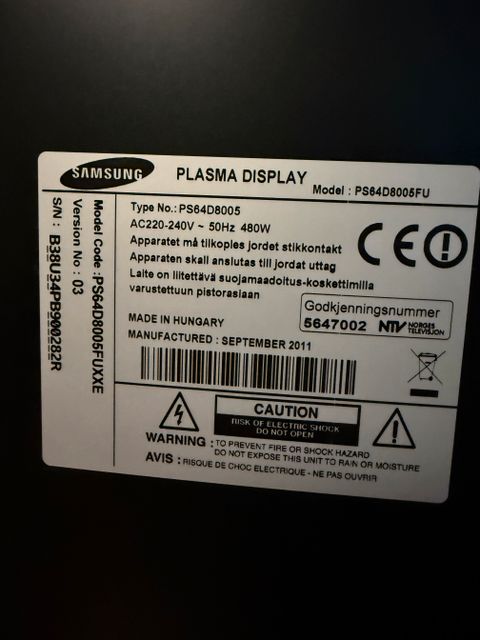 SAMSUNG
PLASMA DISPLAY
Model : PS64D8005FU
Model Code :PS64D8005FUXXE
Version No : 03
S/N : B38U34PB900282R
Type No.: PS64D8005
AC220-240V ~ 50Hz 480W
Apparatet må tilkoples jordet stikkontakt
Apparaten skall anslutas till jordat uttag
Laite on liitettävä suojamaadoitus-koskettimilla
varustettuun pistorasiaan
CE
Godkjenningsnummer
5647002 NTV NORGES
TELEVISJON
MADE IN HUNGARY
MANUFACTURED : SEPTEMBER 2011
CAUTION
RISK OF ELECTRIC SHOCK
DO NOT OPEN
WARNING : TO PREVENT FIRE OR SHOCK HAZARD
DO NOT EXPOSE THIS UNIT TO RAIN OR MOISTURE
AVIS : RISQUE DE CHOC ELECTRIQUE - NE PAS OUVRIR